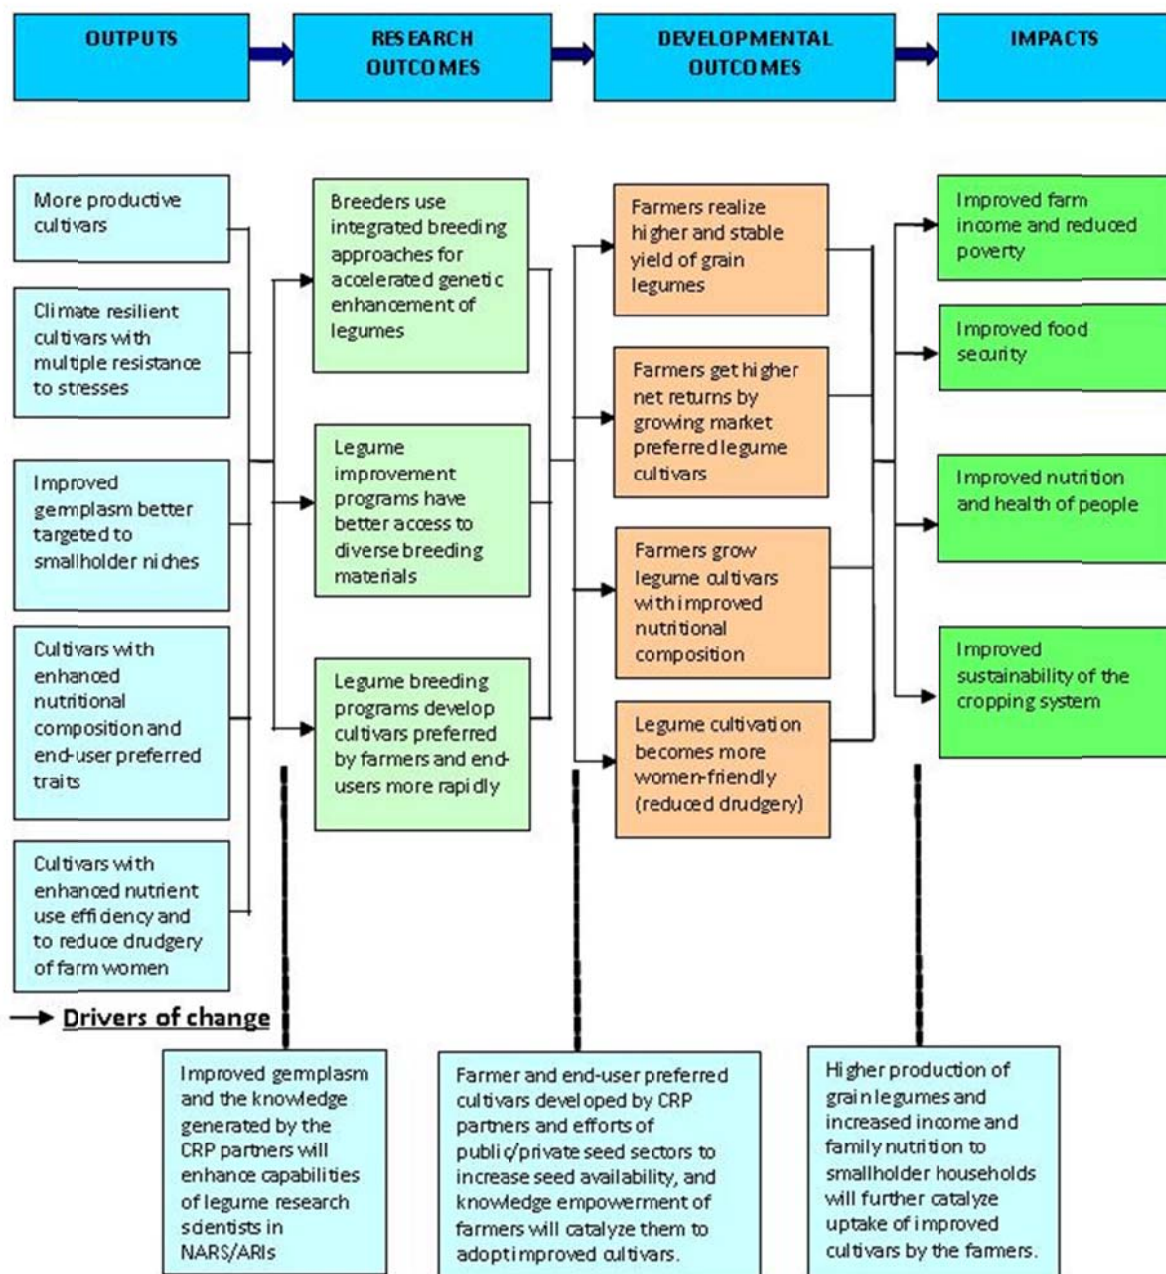 OUTPUTS
RESEARCH
OUTCOMES
DEVELOPMENTAL
OUTCOMES
IMPACTS
More productive
cultivars
Climate resilient
cultivars with
multiple resistance
to stresses
Improved
germplasm better
targeted to
smallholder niches
Cultivars with
enhanced
nutritional
composition and
end-user preferred
traits
Cultivars with
enhanced nutrient
use efficiency and
to reduce drudgery
of farm women
Breeders use
integrated breeding
approaches for
accelerated genetic
enhancement of
legumes
Legume
improvement
programs have
better access to
diverse breeding
materials
Legume breeding
programs develop
cultivars preferred
by farmers and end-
users more rapidly
Farmers realize
higher and stable
yield of grain
legumes
Farmers get higher
net returns by
growing market
preferred legume
cultivars
Farmers grow
legume cultivars
with improved
nutritional
composition
Legume cultivation
becomes more
women-friendly
(reduced drudgery)
Improved farm
income and reduced
poverty
Improved food
security
Improved nutrition
and health of people
Improved
sustainability of the
cropping system
Drivers of change
Improved germplasm
and the knowledge
generated by the
CRP partners will
enhance capabilities
of legume research
scientists in
NARS/ARIs
Farmer and end-user preferred
cultivars developed by CRP
partners and efforts of
public/private seed sectors to
increase seed availability, and
knowledge empowerment of
farmers will catalyze them to
adopt improved cultivars.
Higher production of
grain legumes and
increased income and
family nutrition to
smallholder households
will further catalyze
uptake of improved
cultivars by the farmers.